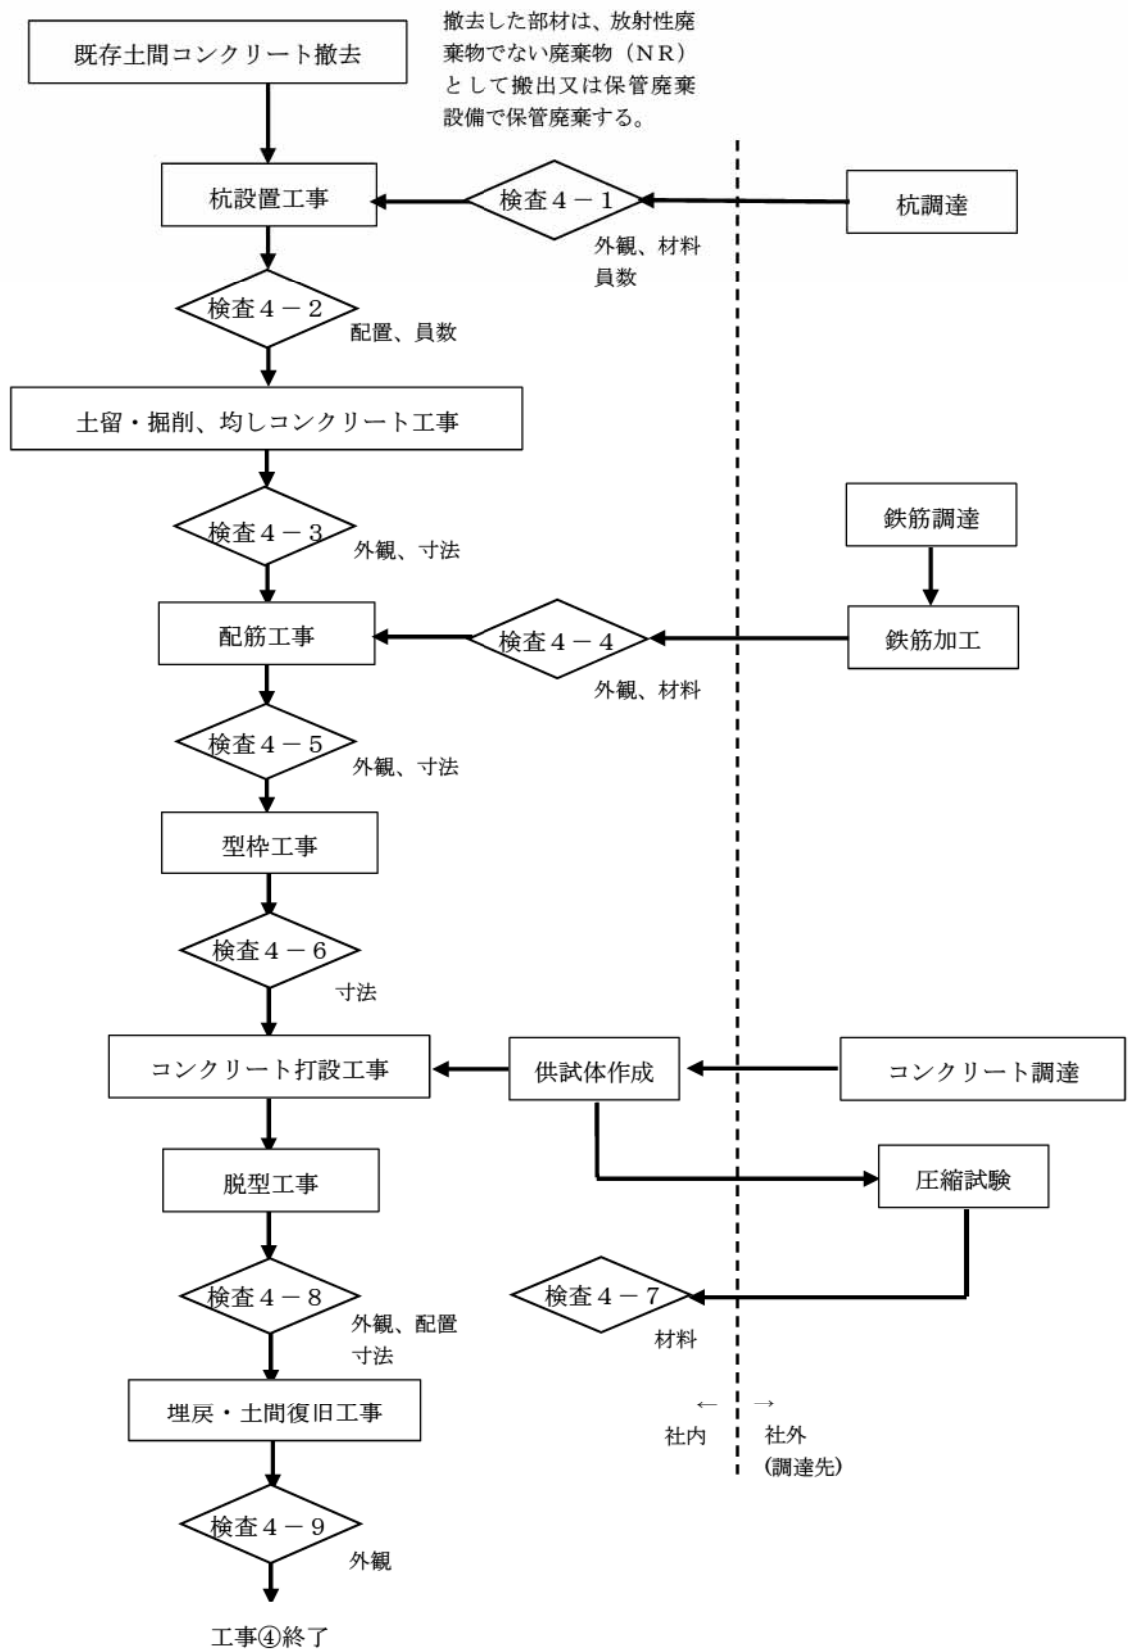 既存土間コンクリート撤去
撤去した部材は、放射性廃
棄物でない廃棄物（ＮＲ）
として搬出又は保管廃棄
設備で保管廃棄する。
杭設置工事
検査４－１
杭調達
外観、材料
員数
検査４－２
配置、員数
土留・掘削、均しコンクリート工事
検査４－３
外観、寸法
鉄筋調達
配筋工事
検査４－４
鉄筋加工
外観、材料
検査４－５
外観、寸法
型枠工事
検査４－６
寸法
コンクリート打設工事
供試体作成
コンクリート調達
脱型工事
圧縮試験
検査４－８
外観、配置
寸法
検査４－７
材料
埋戻・土間復旧工事
← →
社内 社外
(調達先)
検査４－９
外観
工事④終了